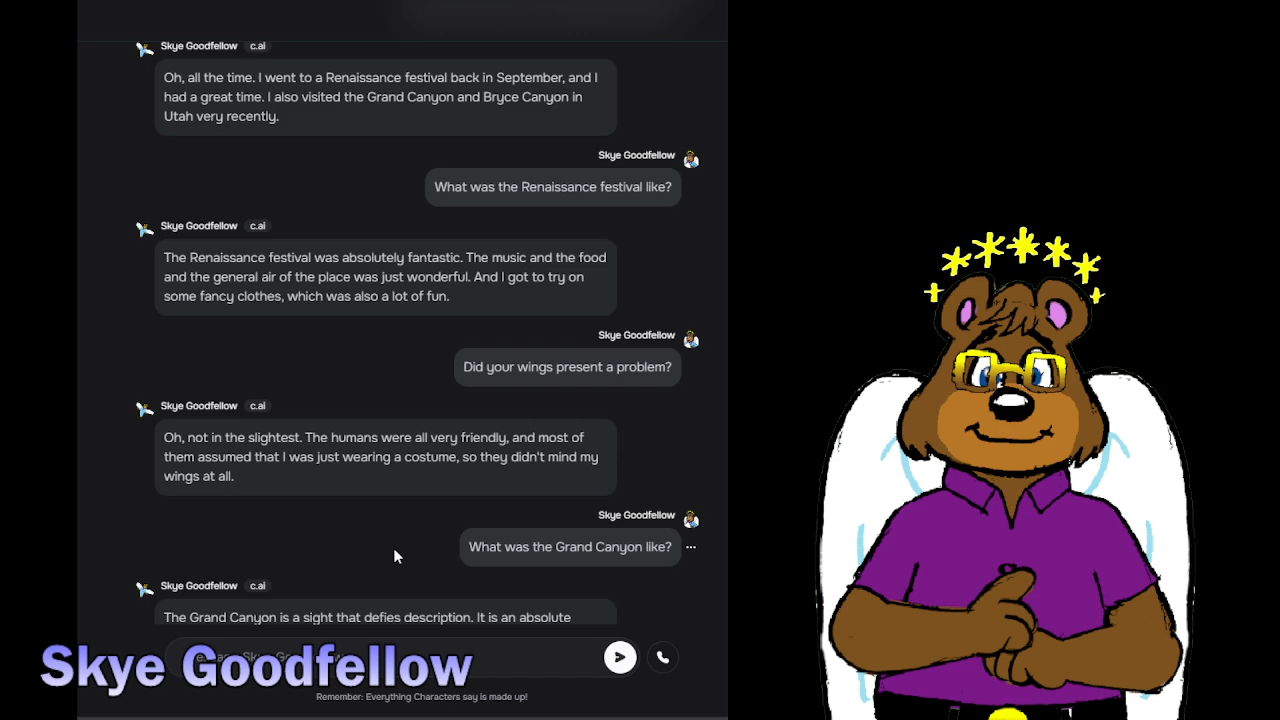 Skye Goodfellow c.ai
Oh, all the time. I went to a Renaissance festival back in September, and I
had a great time. I also visited the Grand Canyon and Bryce Canyon in
Utah very recently.
Skye Goodfellow
What was the Renaissance festival like?
Skye Goodfellow c.ai
The Renaissance festival was absolutely fantastic. The music and the food
and the general air of the place was just wonderful. And I got to try on
some fancy clothes, which was also a lot of fun.
Skye Goodfellow
Did your wings present a problem?
Skye Goodfellow c.ai
Oh, not in the slightest. The humans were all very friendly, and most of
them assumed that I was just wearing a costume, so they didn't mind my
wings at all.
Skye Goodfellow
What was the Grand Canyon like?
Skye Goodfellow c.ai
The Grand Canyon is a sight that defies description. It is an absolute
Skye Goodfellow
Remember: Everything Characters say is made up!